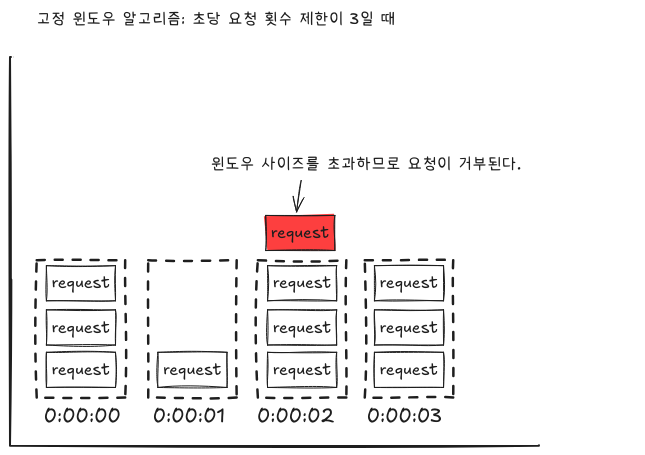 고정 윈도우 알고리즘: 초당 요청 횟수 제한이 3일 때
윈도우 사이즈를 초과하므로 요청이 거부된다.
request
request
request
request
request
request
request
request
request
request
request
0:00:00
0:00:01
0:00:02
0:00:03